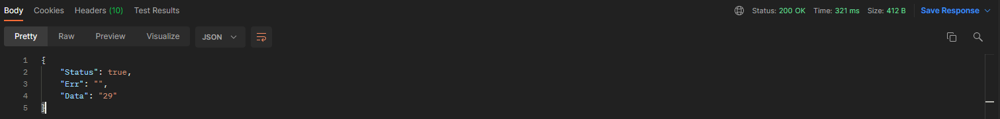 Body Cookies Headers (10) Test Results Status: 200 OK Time: 321 ms Size: 412 B Save Response
Pretty Raw Preview Visualize JSON
1 {
2 "Status": true,
3 "Err": "",
4 "Data": "29"
5 }